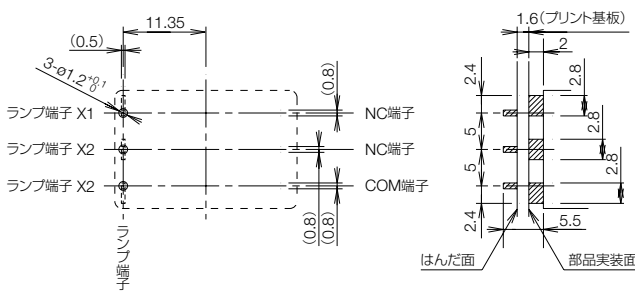 11.35
(0.5)
3-ø1.2 +0.1 0
(0.8)
ランプ端子 X1
NC端子
ランプ端子 X2
NC端子
ランプ端子 X2
COM端子
(0.8)
(0.8)
ランプ端子
1.6(プリント基板)
2
2.4
2.8
5
2.8
5
2.8
2.4
5.5
はんだ面
部品実装面